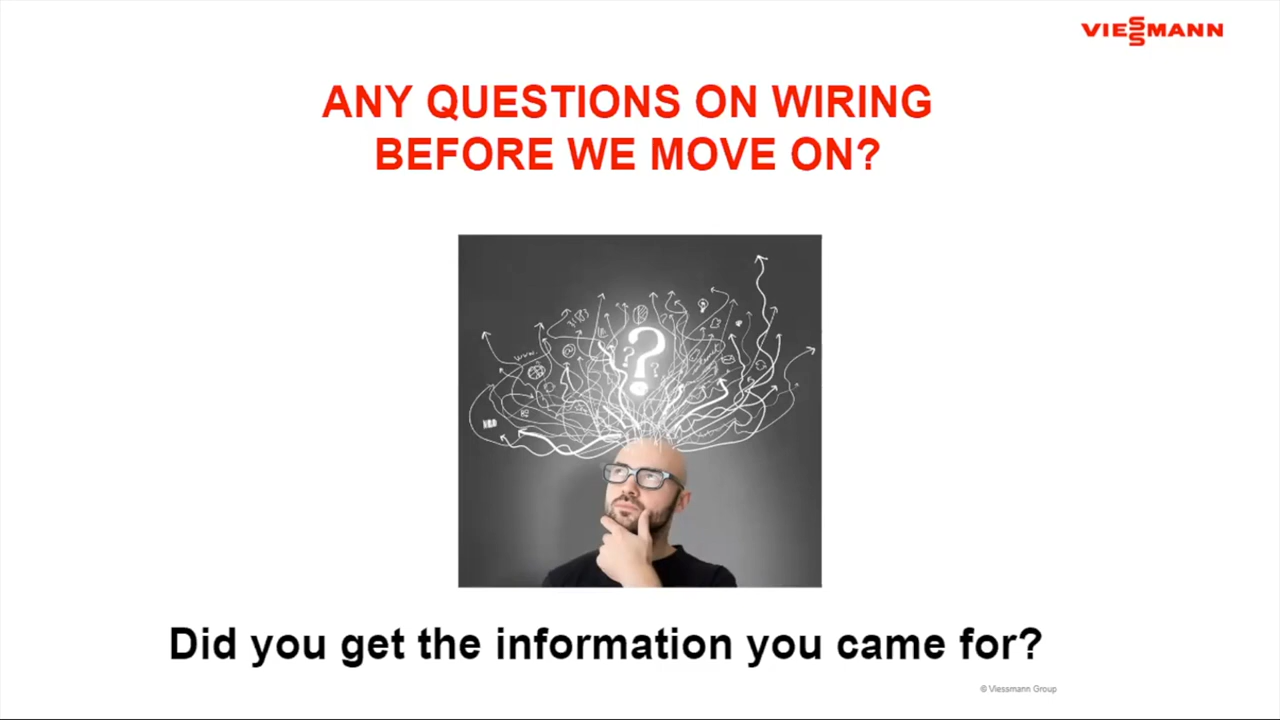 VIESSMANN
ANY QUESTIONS ON WIRING
BEFORE WE MOVE ON?
www.
Did you get the information you came for?
© Viessmann Group